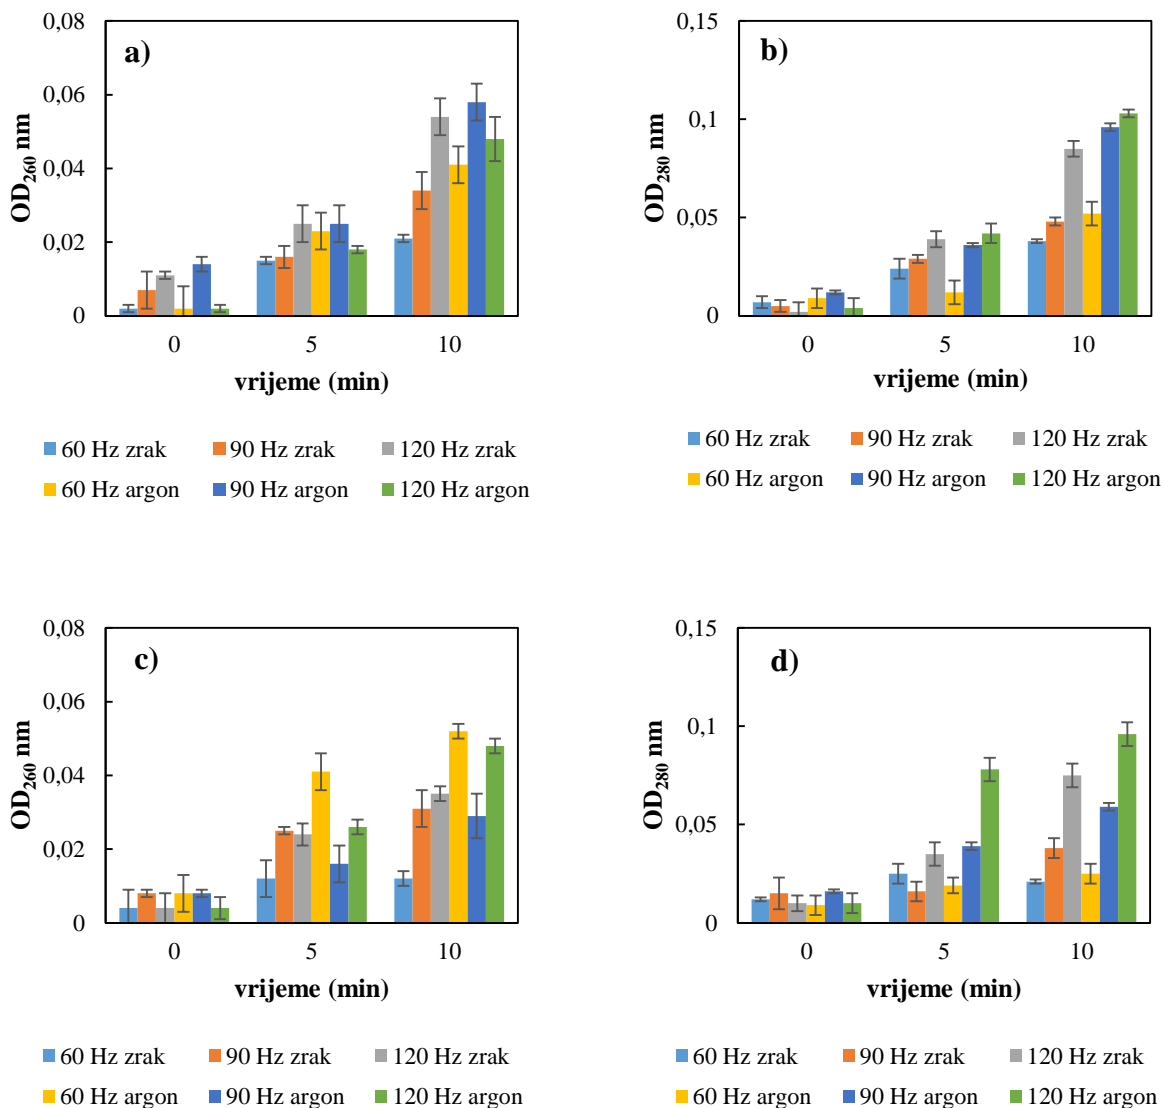 a)
0,08
0,06
0,04
0,02
0
OD260 nm
0 5 10
vrijeme (min)
60 Hz zrak 90 Hz zrak 120 Hz zrak
60 Hz argon 90 Hz argon 120 Hz argon
b)
0,15
0,1
0,05
0
OD280 nm
0 5 10
vrijeme (min)
60 Hz zrak 90 Hz zrak 120 Hz zrak
60 Hz argon 90 Hz argon 120 Hz argon
c)
0,08
0,06
0,04
0,02
0
OD260 nm
0 5 10
vrijeme (min)
60 Hz zrak 90 Hz zrak 120 Hz zrak
60 Hz argon 90 Hz argon 120 Hz argon
d)
0,15
0,1
0,05
0
OD280 nm
0 5 10
vrijeme (min)
60 Hz zrak 90 Hz zrak 120 Hz zrak
60 Hz argon 90 Hz argon 120 Hz argon